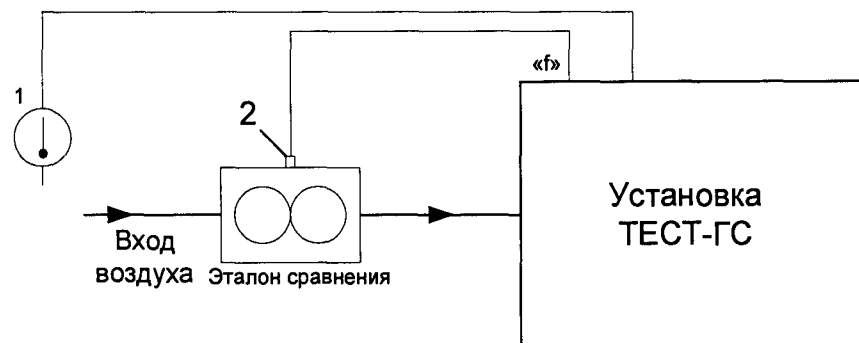 «f»
1
2
Установка
ТЕСТ-ГС
Вход
воздуха
Эталон сравнения